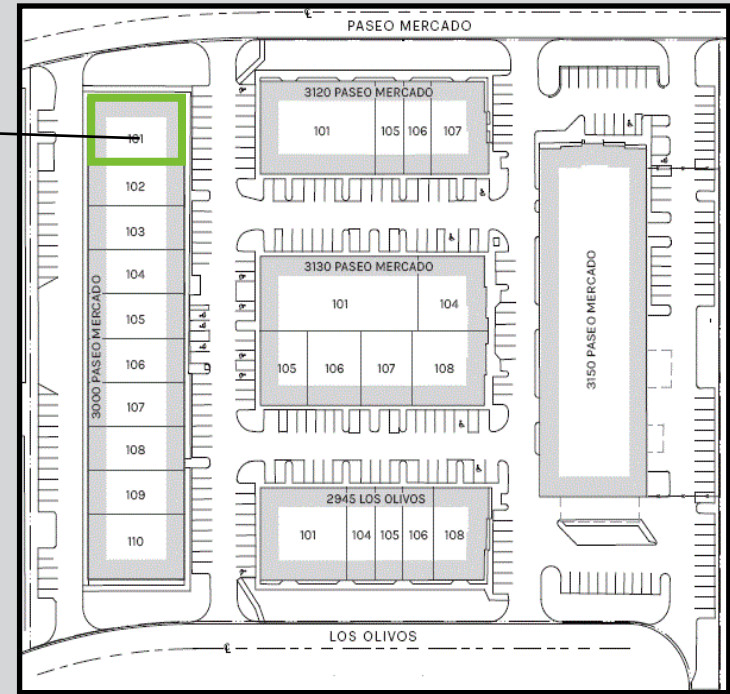 PASEO MERCADO
3000 PASEO MERCADO
101
102
103
104
105
106
107
108
109
110
3120 PASEO MERCADO
101 105 106 107
3130 PASEO MERCADO
101 104
105 106 107 108
2945 LOS OLIVOS
101 104 105 106 108
3150 PASEO MERCADO
LOS OLIVOS